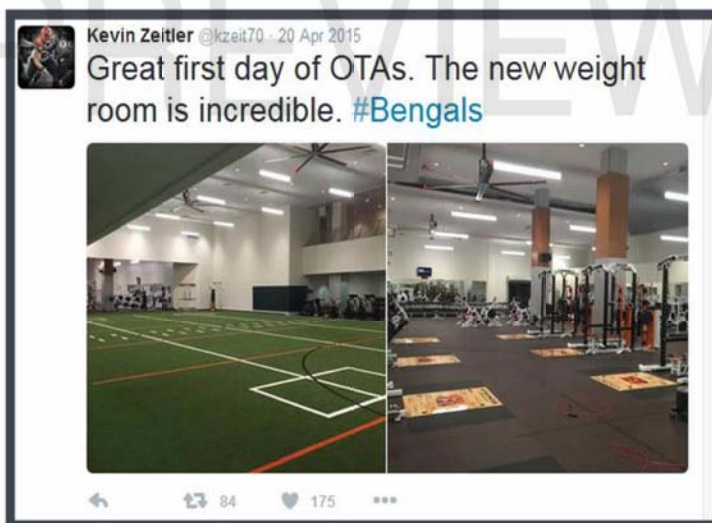 PREVIEW
Kevin Zeitler @kzeit70 · 20 Apr 2015
Great first day of OTAs. The new weight
room is incredible. #Bengals
84 175